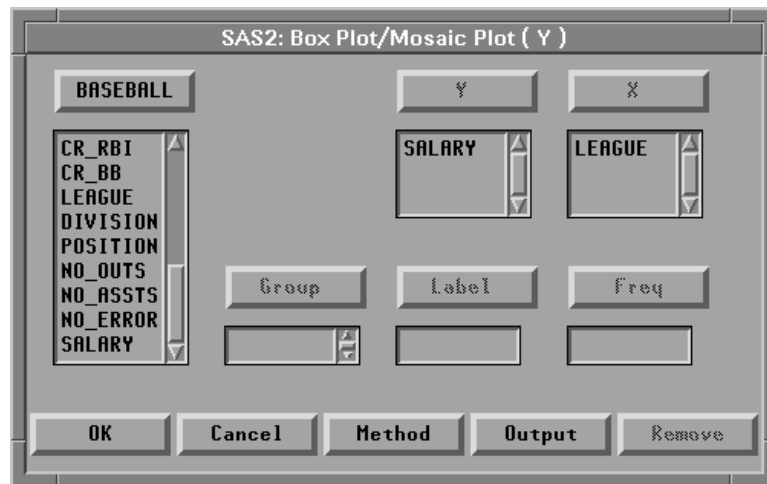 SAS2: Box Plot/Mosaic Plot ( Y )
BASEBALL
Y
X
CR_RBI
CR_BB
LEAGUE
DIVISION
POSITION
NO_OUTS
NO_ASSTS
NO_ERROR
SALARY
SALARY
LEAGUE
Group
Label
Freq
OK
Cancel
Method
Output
Remove